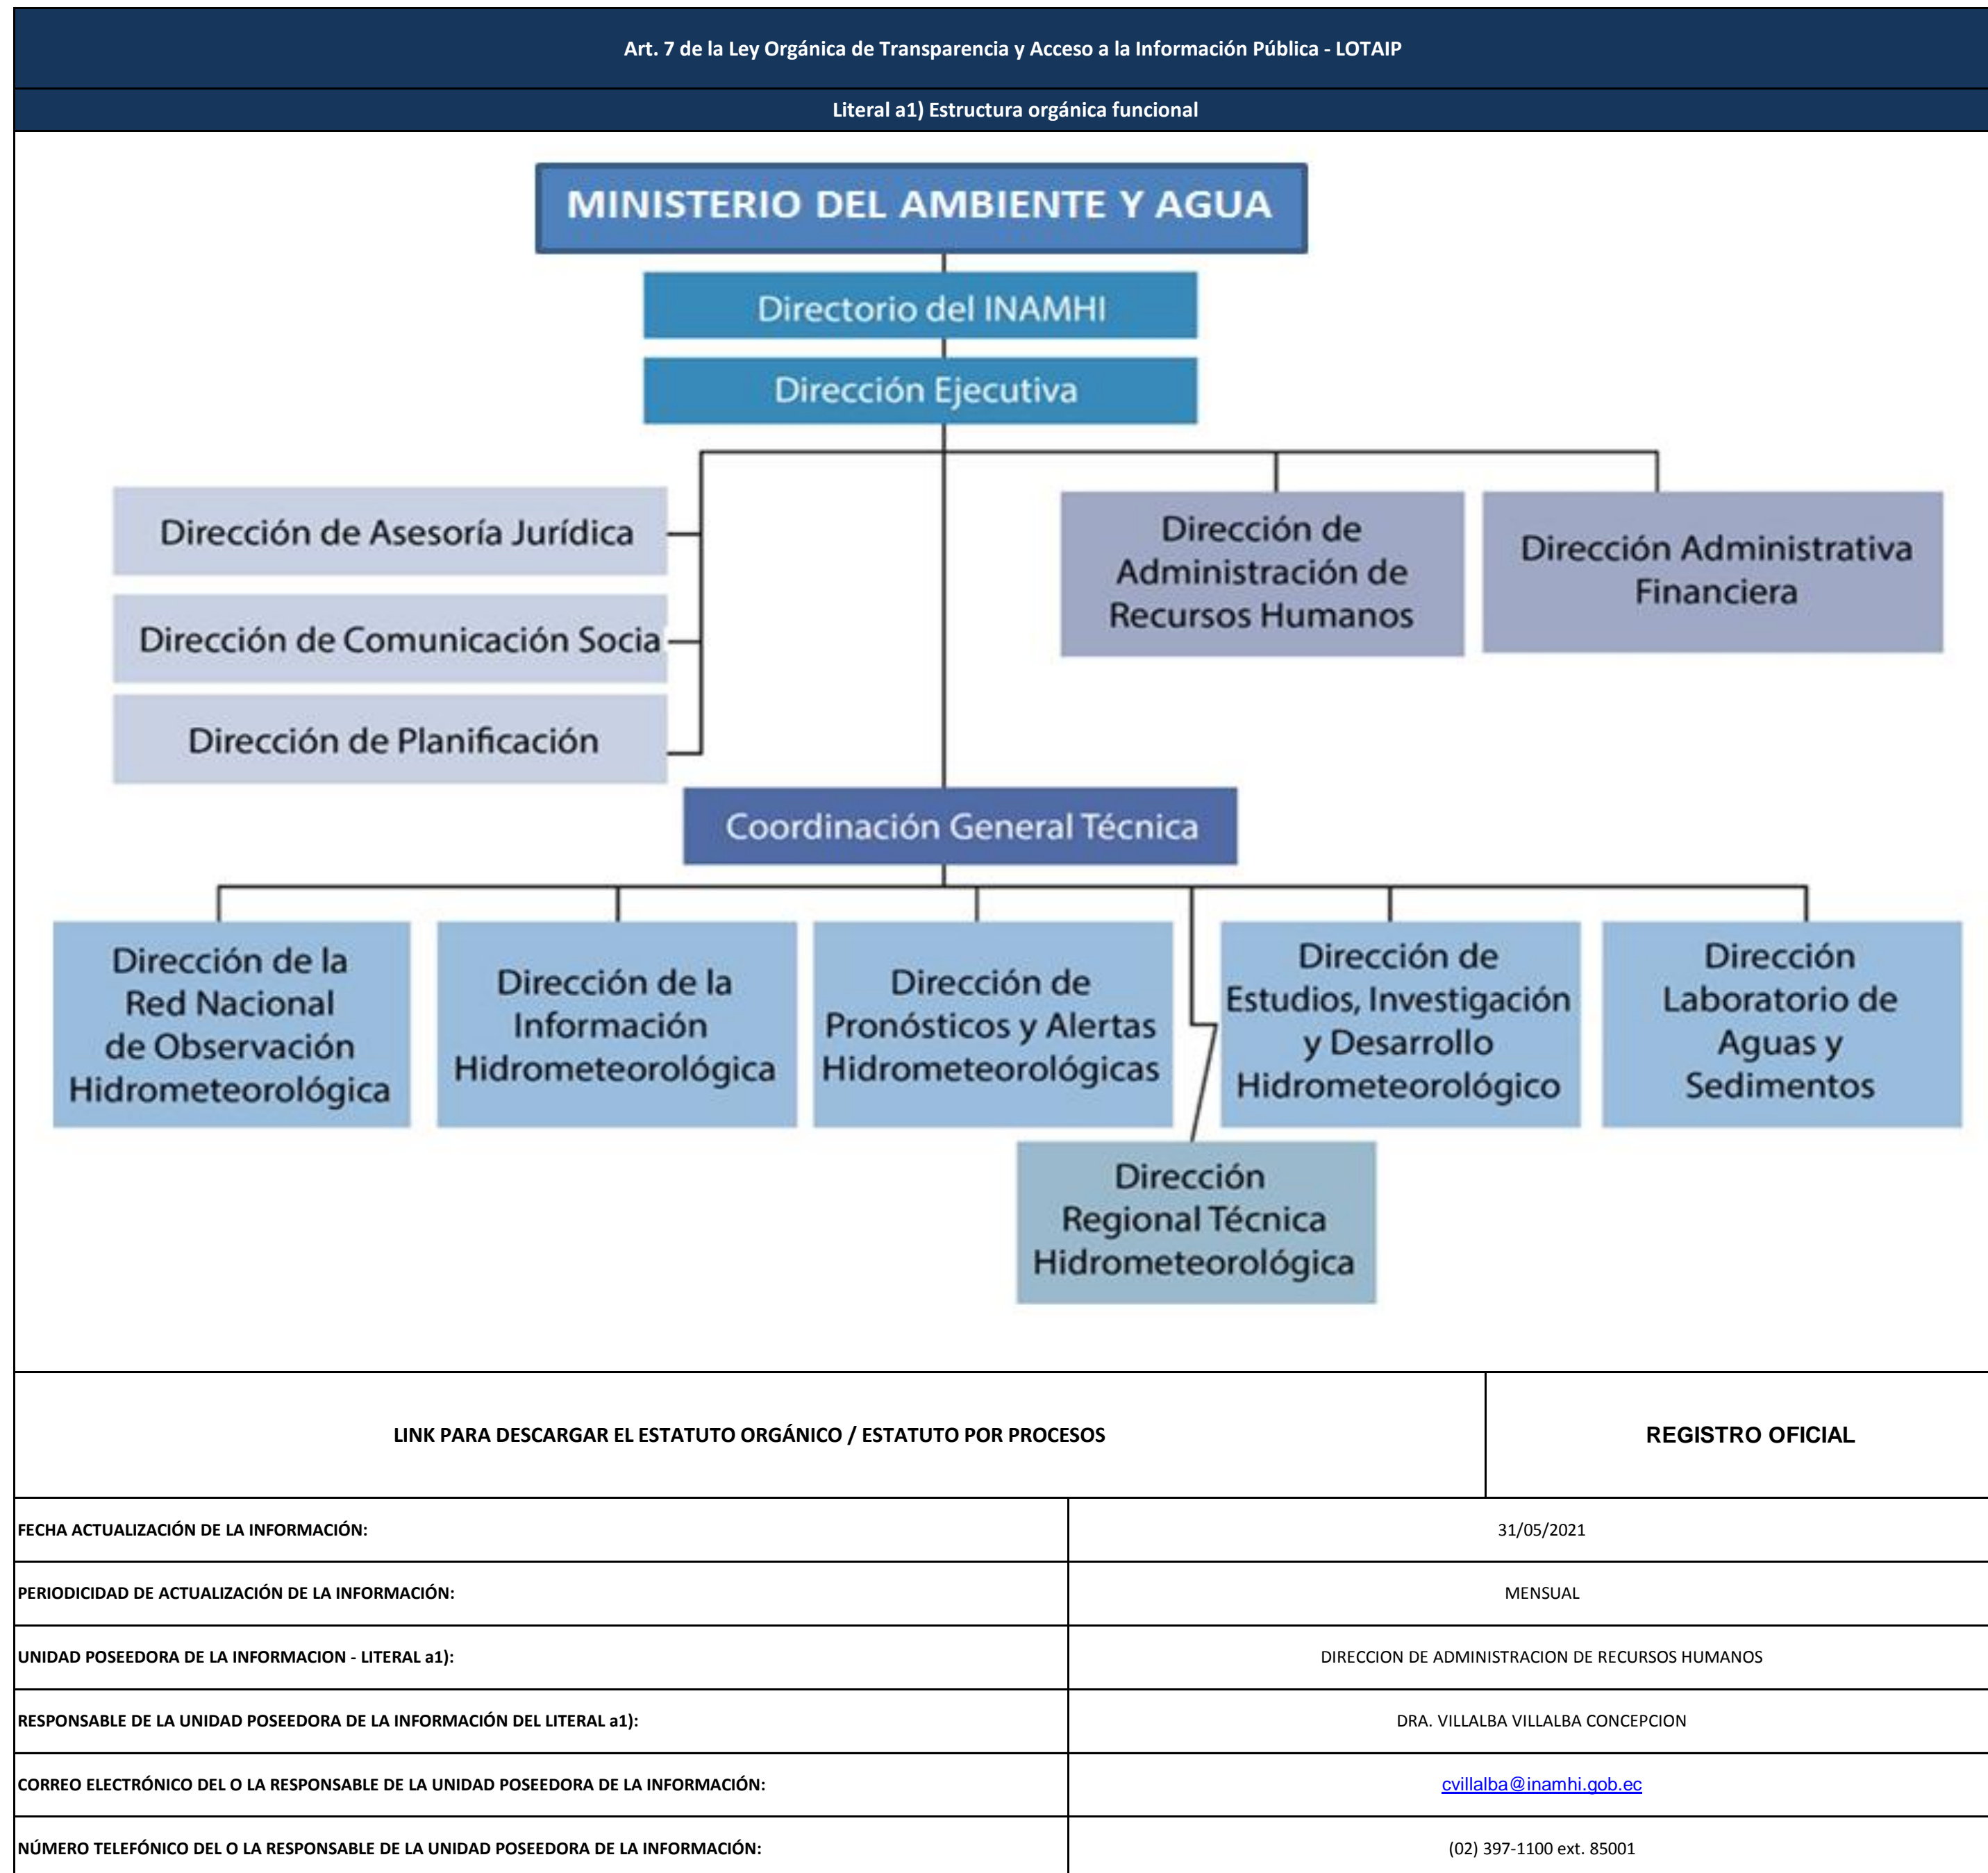 Art. 7 de la Ley Orgánica de Transparencia y Acceso a la Información Pública - LOTAIP
Literal a1) Estructura orgánica funcional
MINISTERIO DEL AMBIENTE Y AGUA
Directorio del INAMHI
Dirección Ejecutiva
Dirección de Asesoría Jurídica
Dirección de Comunicación Socia
Dirección de Planificación
Dirección de
Administración de
Recursos Humanos
Dirección Administrativa
Financiera
Coordinación General Técnica
Dirección de la
Red Nacional
de Observación
Hidrometeorológica
Dirección de la
Información
Hidrometeorológica
Dirección de
Pronósticos y Alertas
Hidrometeorológicas
Dirección de
Estudios, Investigación
y Desarrollo
Hidrometeorológico
Dirección
Laboratorio de
Aguas y
Sedimentos
Dirección
Regional Técnica
Hidrometeorológica
LINK PARA DESCARGAR EL ESTATUTO ORGÁNICO / ESTATUTO POR PROCESOS
REGISTRO OFICIAL
FECHA ACTUALIZACIÓN DE LA INFORMACIÓN:
31/05/2021
PERIODICIDAD DE ACTUALIZACIÓN DE LA INFORMACIÓN:
MENSUAL
UNIDAD POSEEDORA DE LA INFORMACION - LITERAL a1):
DIRECCION DE ADMINISTRACION DE RECURSOS HUMANOS
RESPONSABLE DE LA UNIDAD POSEEDORA DE LA INFORMACIÓN DEL LITERAL a1):
DRA. VILLALBA VILLALBA CONCEPCION
CORREO ELECTRÓNICO DEL O LA RESPONSABLE DE LA UNIDAD POSEEDORA DE LA INFORMACIÓN:
cvillalba@inamhi.gob.ec
NÚMERO TELEFÓNICO DEL O LA RESPONSABLE DE LA UNIDAD POSEEDORA DE LA INFORMACIÓN:
(02) 397-1100 ext. 85001